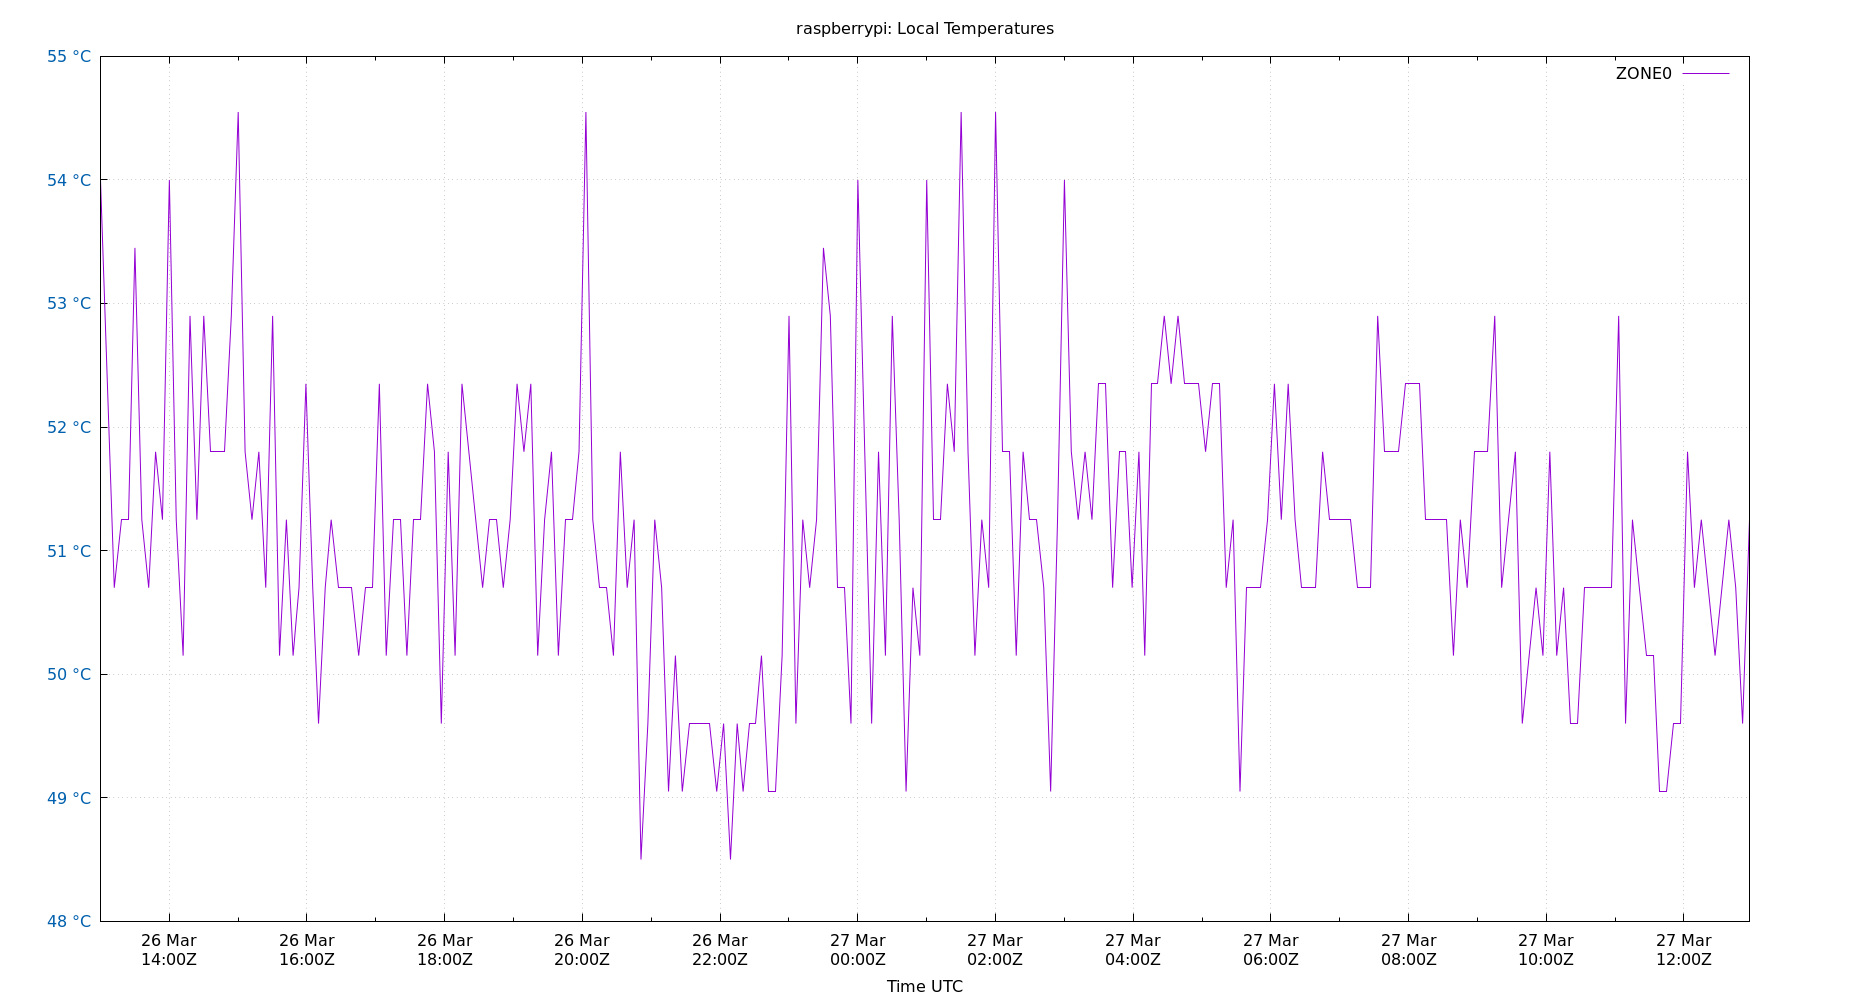 raspberrypi: Local Temperatures
55 °C
ZONE0
54 °C
53 °C
52 °C
51 °C
50 °C
49 °C
48 °C
26 Mar 26 Mar 26 Mar 26 Mar 26 Mar 27 Mar 27 Mar 27 Mar 27 Mar 27 Mar 27 Mar 27 Mar
14:00Z 16:00Z 18:00Z 20:00Z 22:00Z 00:00Z 02:00Z 04:00Z 06:00Z 08:00Z 10:00Z 12:00Z
Time UTC